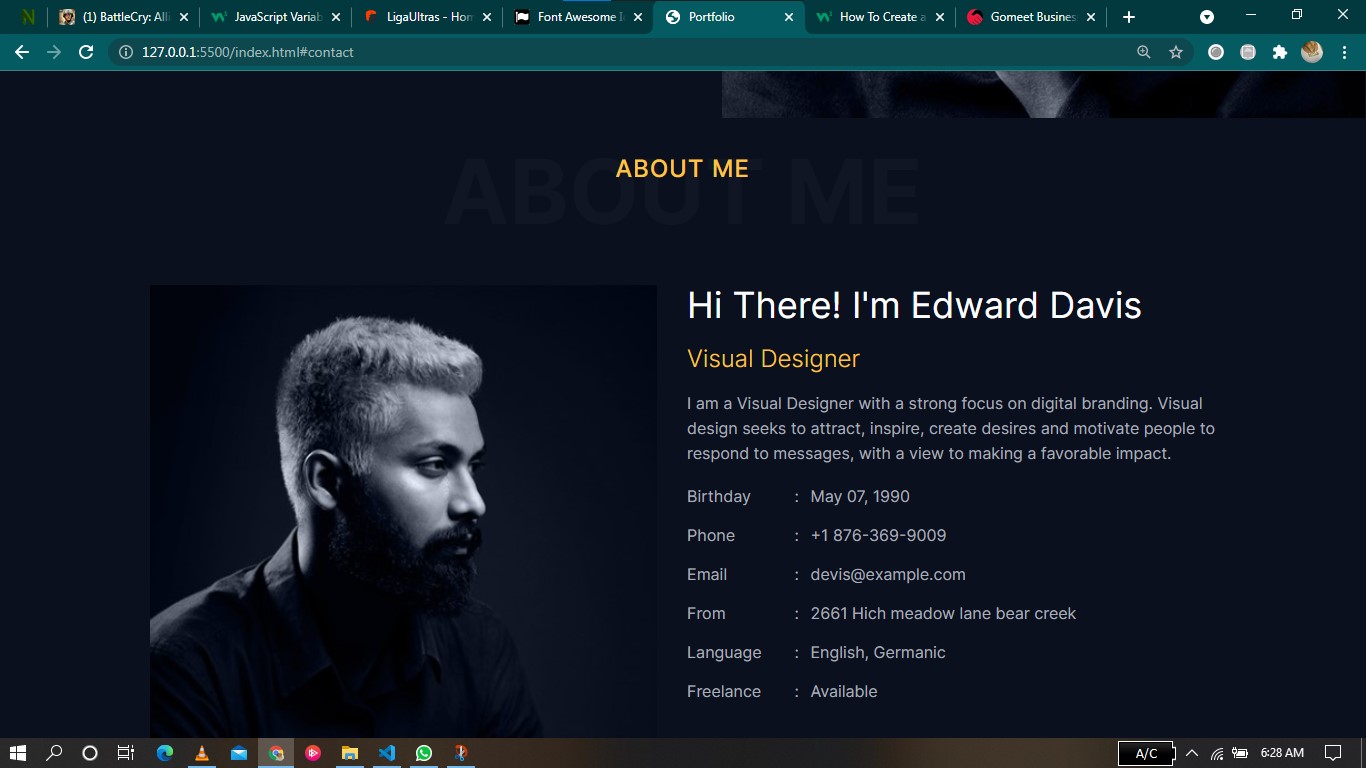 (1) BattleCry: Alli
JavaScript Variab
LigaUltras - Hom
Font Awesome I
Portfolio
How To Create a
Gomeet Busines
127.0.0.1:5500/index.html#contact
ABOUT ME
ABOUT ME
Hi There! I'm Edward Davis
Visual Designer
I am a Visual Designer with a strong focus on digital branding. Visual
design seeks to attract, inspire, create desires and motivate people to
respond to messages, with a view to making a favorable impact.
Birthday : May 07, 1990
Phone : +1 876-369-9009
Email : devis@example.com
From : 2661 Hich meadow lane bear creek
Language : English, Germanic
Freelance : Available
A/C
6:28 AM